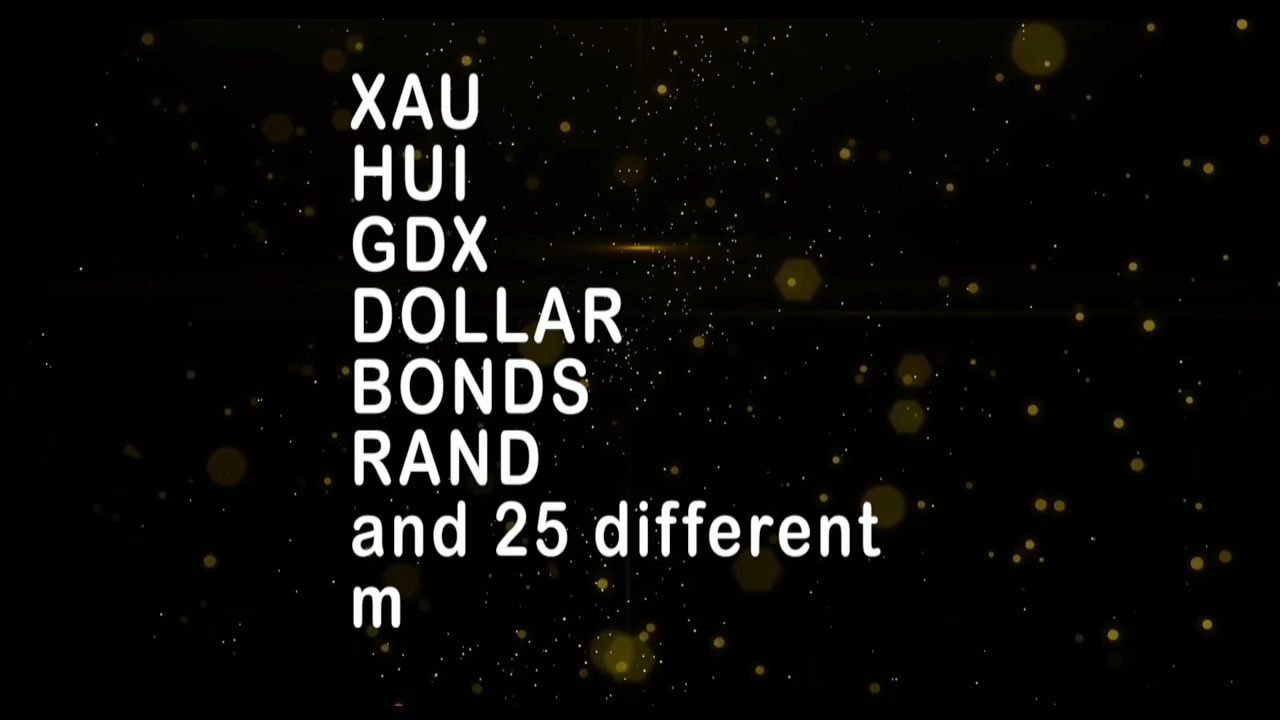 XAU
HUI
GDX
DOLLAR
BONDS
RAND
and 25 different
m